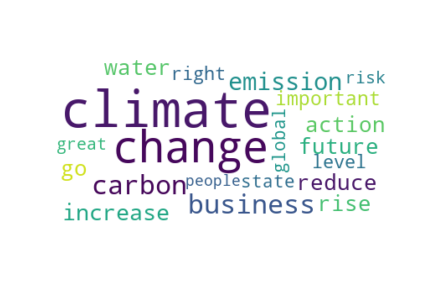 water right emission risk
climate important
great change global action
go future
carbon people state level reduce
increase business rise